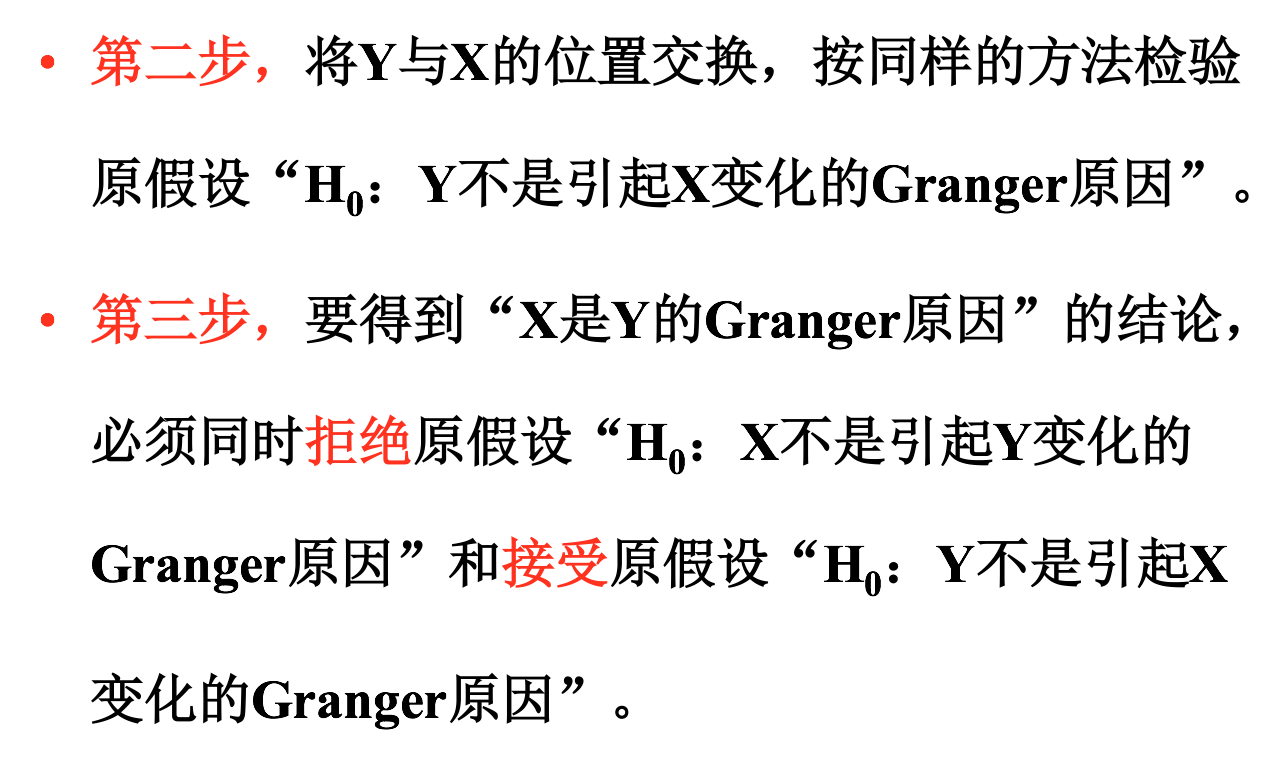 • 第二步，将Y与X的位置交换，按同样的方法检验
原假设“H₀：Y不是引起X变化的Granger原因”。
• 第三步，要得到“X是Y的Granger原因”的结论，
必须同时拒绝原假设“H₀：X不是引起Y变化的
Granger原因”和接受原假设“H₀：Y不是引起X
变化的Granger原因”。